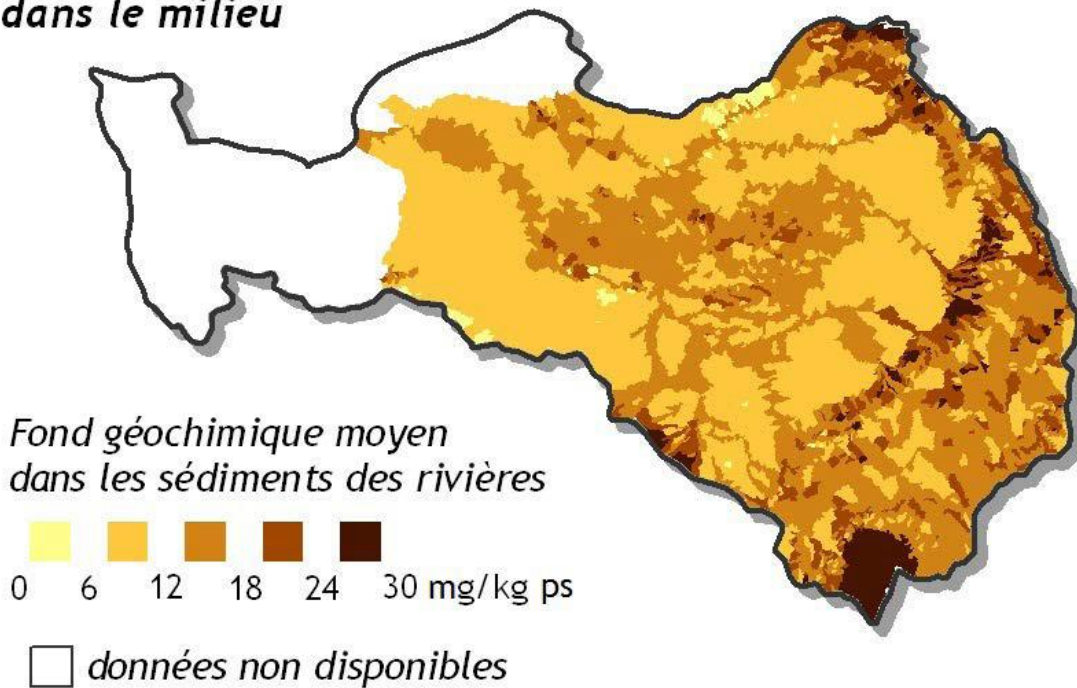 dans le milieu
Fond géochimique moyen
dans les sédiments des rivières
0 6 12 18 24 30 mg/kg ps
données non disponibles